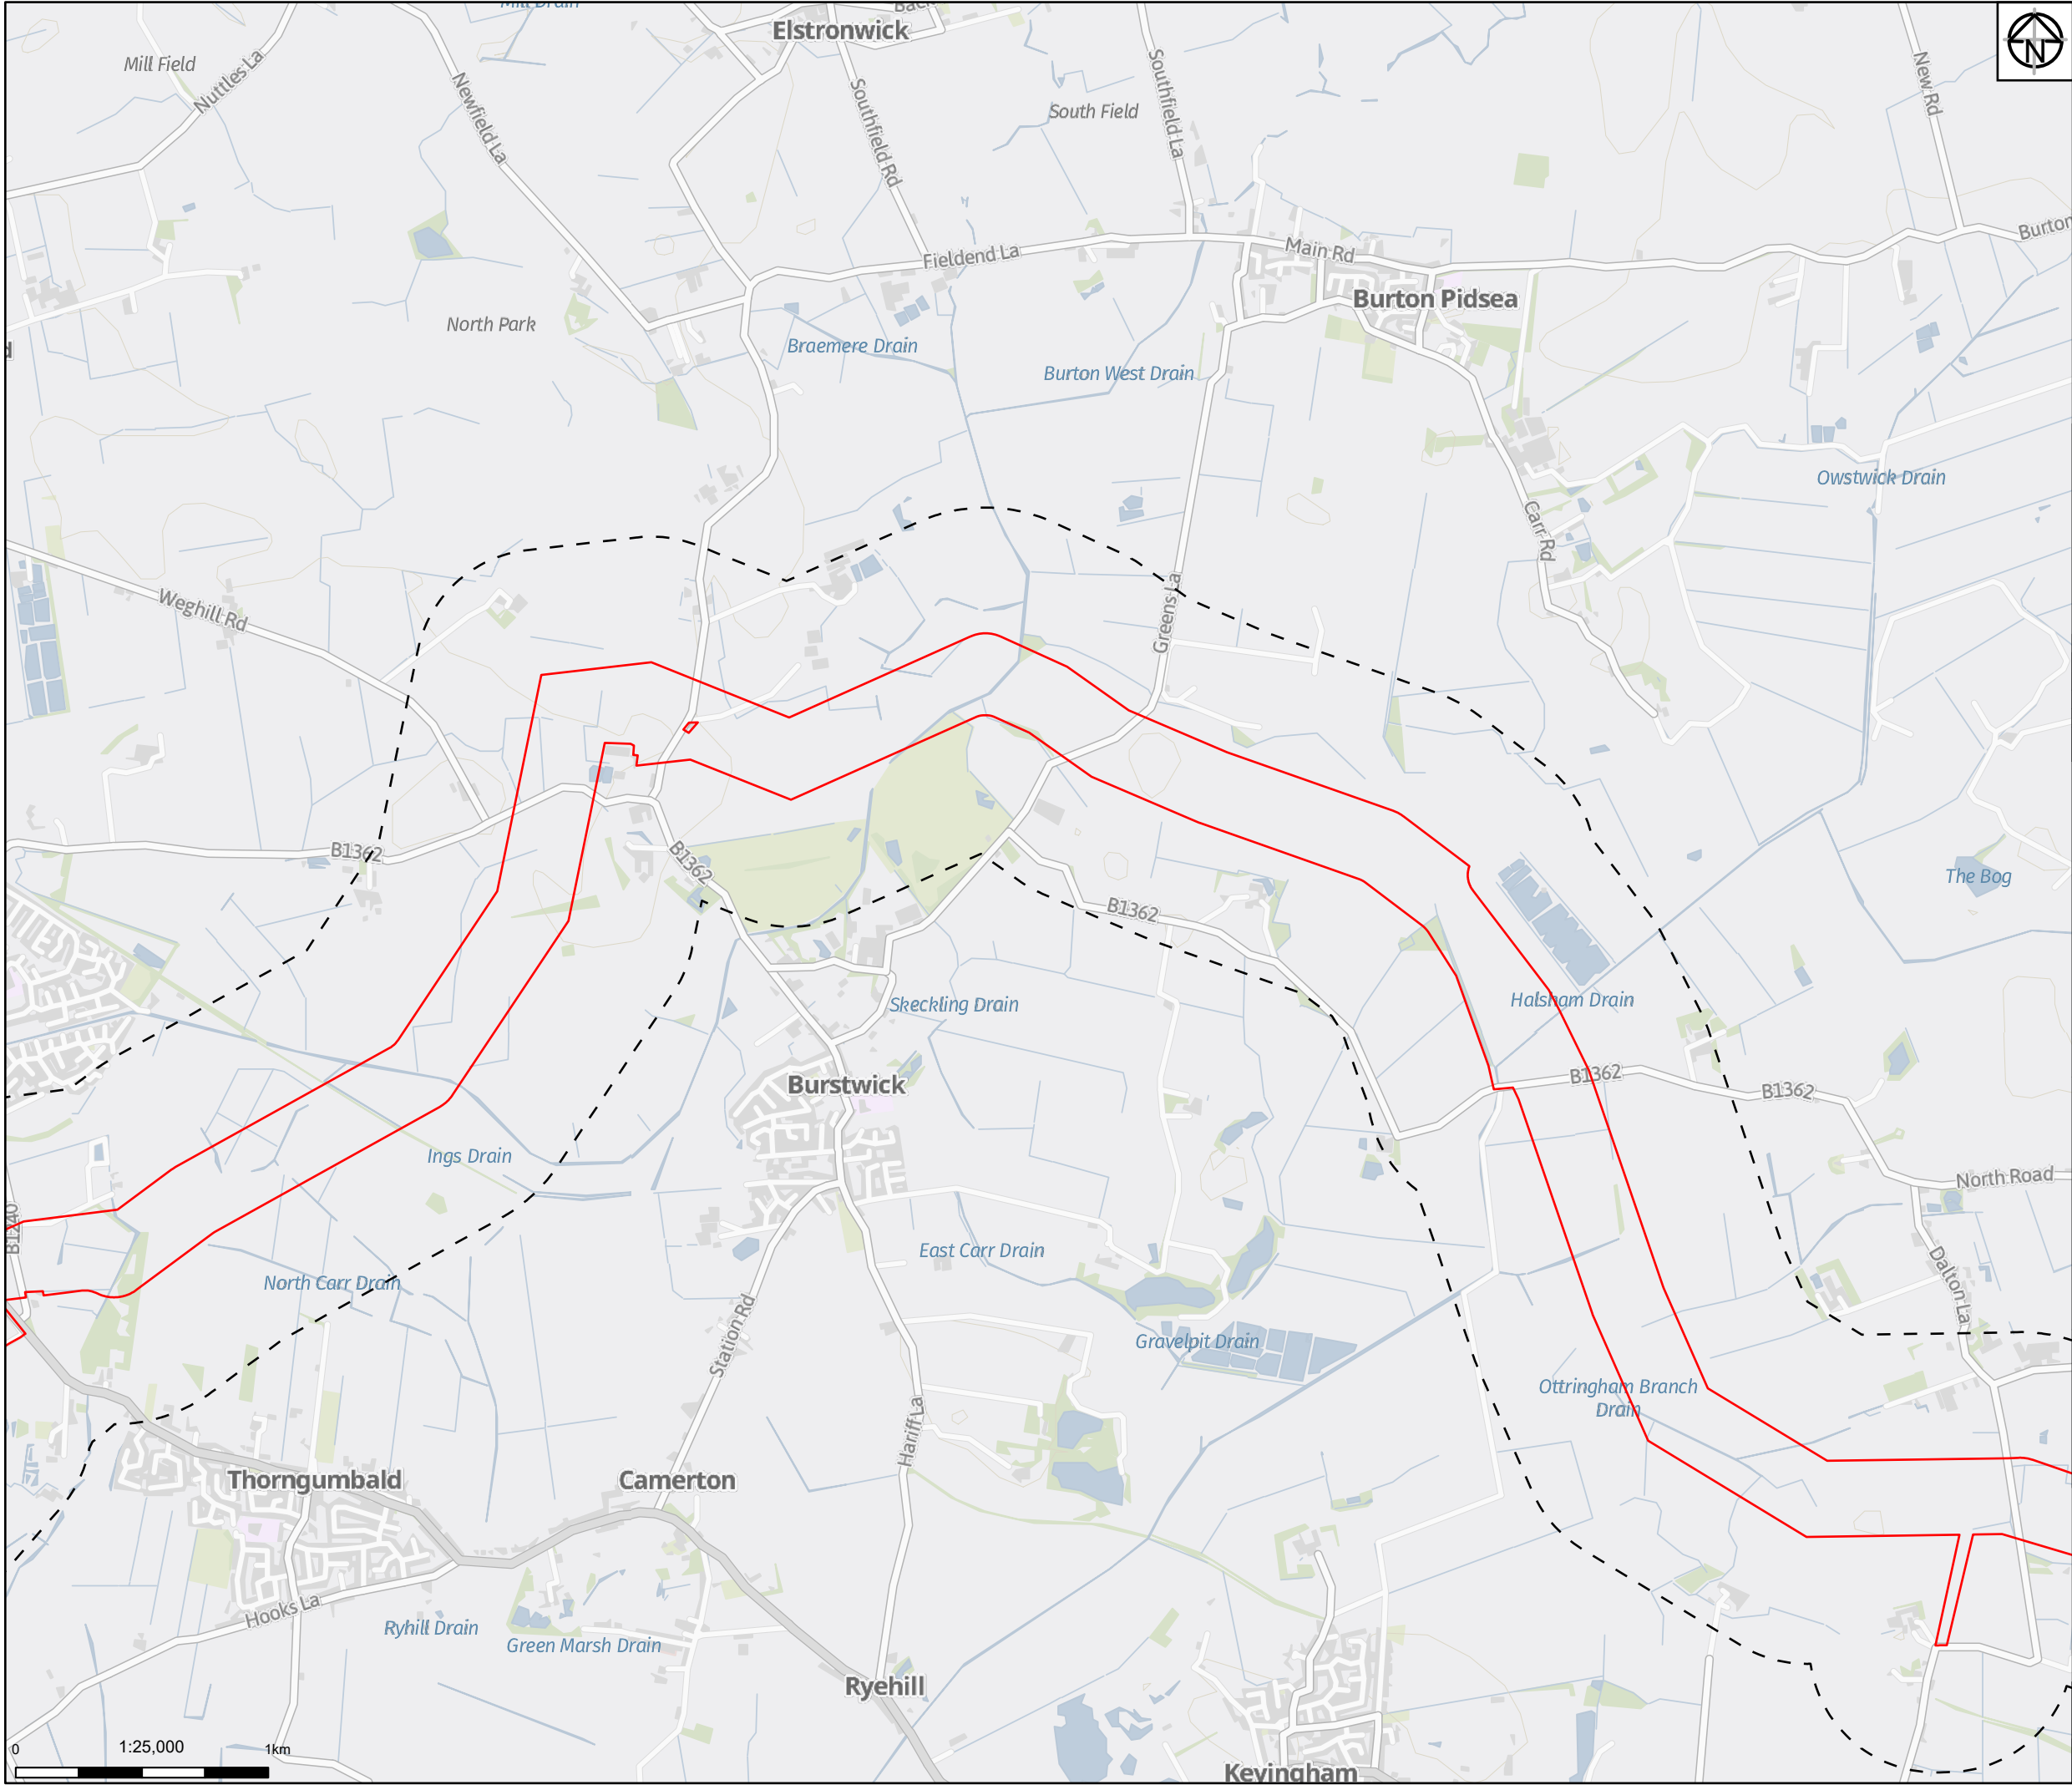 Mill Drain
Back
Elstronwick
N
Mill Field
Nuttles La
Newfield La
Southfield Rd
South Field
Southfield La
New Rd
Burton
Fieldend La
Main Rd
Burton Pidsea
North Park
d
Braemere Drain
Burton West Drain
Owstwick Drain
Carr Rd
Weghill Rd
Greens La
B1362
B1362
B1362
The Bog
Skeckling Drain
Halsham Drain
B1362
B1362
Burstwick
Ings Drain
North Road
B1240
East Carr Drain
North Carr Drain
Dalton La
Station Rd
Gravelpit Drain
Ottringham Branch
Drain
Hariff La
Thorngumbald
Camerton
Hooks La
Ryhill Drain
Green Marsh Drain
Ryehill
Keyingham
0
1:25,000
1km